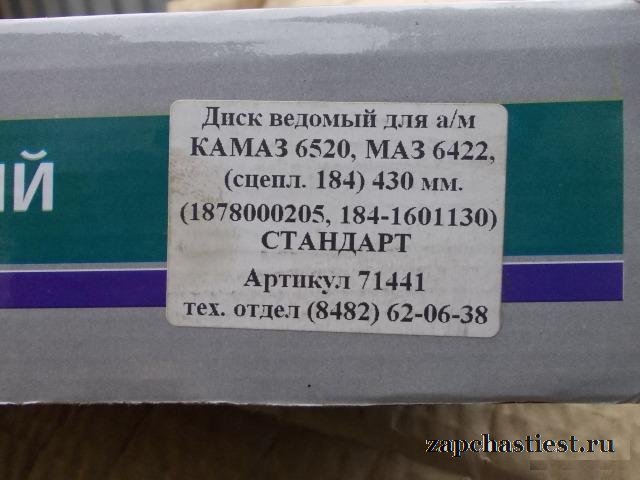 Диск ведомый для а/м
КАМАЗ 6520, МАЗ 6422,
(сцепл. 184) 430 мм.
(1878000205, 184-1601130)
СТАНДАРТ
Артикул 71441
тех. отдел (8482) 62-06-38
ИЙ
zapchastiest.ru